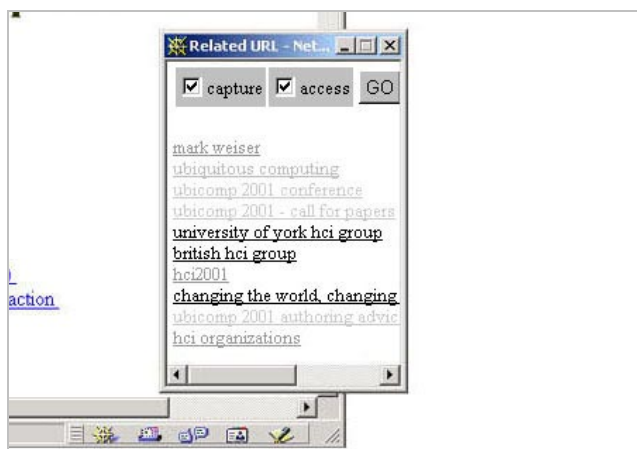 Related URL - Net...
capture access GO
mark weiser
ubiquitous computing
ubicomp 2001 conference
ubicomp 2001 - call for papers
university of york hci group
british hci group
hci2001
changing the world, changing
ubicomp 2001 authoring advic
hci organizations
)
action